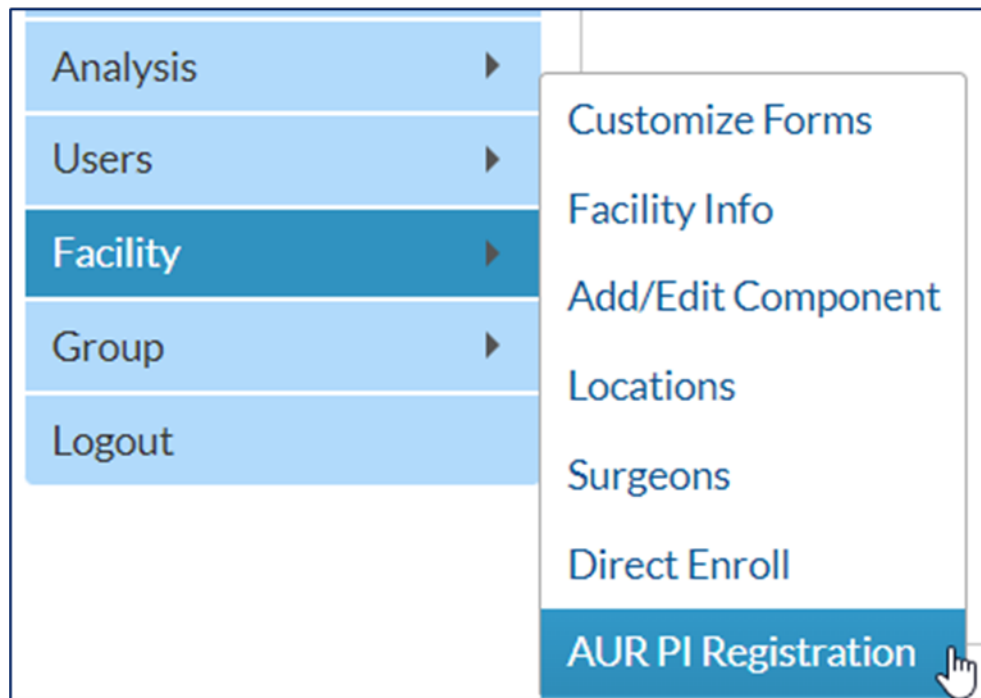 Analysis
Users
Facility
Group
Logout
Customize Forms
Facility Info
Add/Edit Component
Locations
Surgeons
Direct Enroll
AUR PI Registration